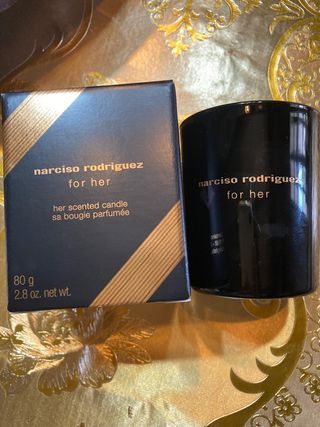 narciso rodriguez
for her
her scented candle
sa bougie parfumée
80 g
2.8 oz. net wt.
narciso rodriguez
for her